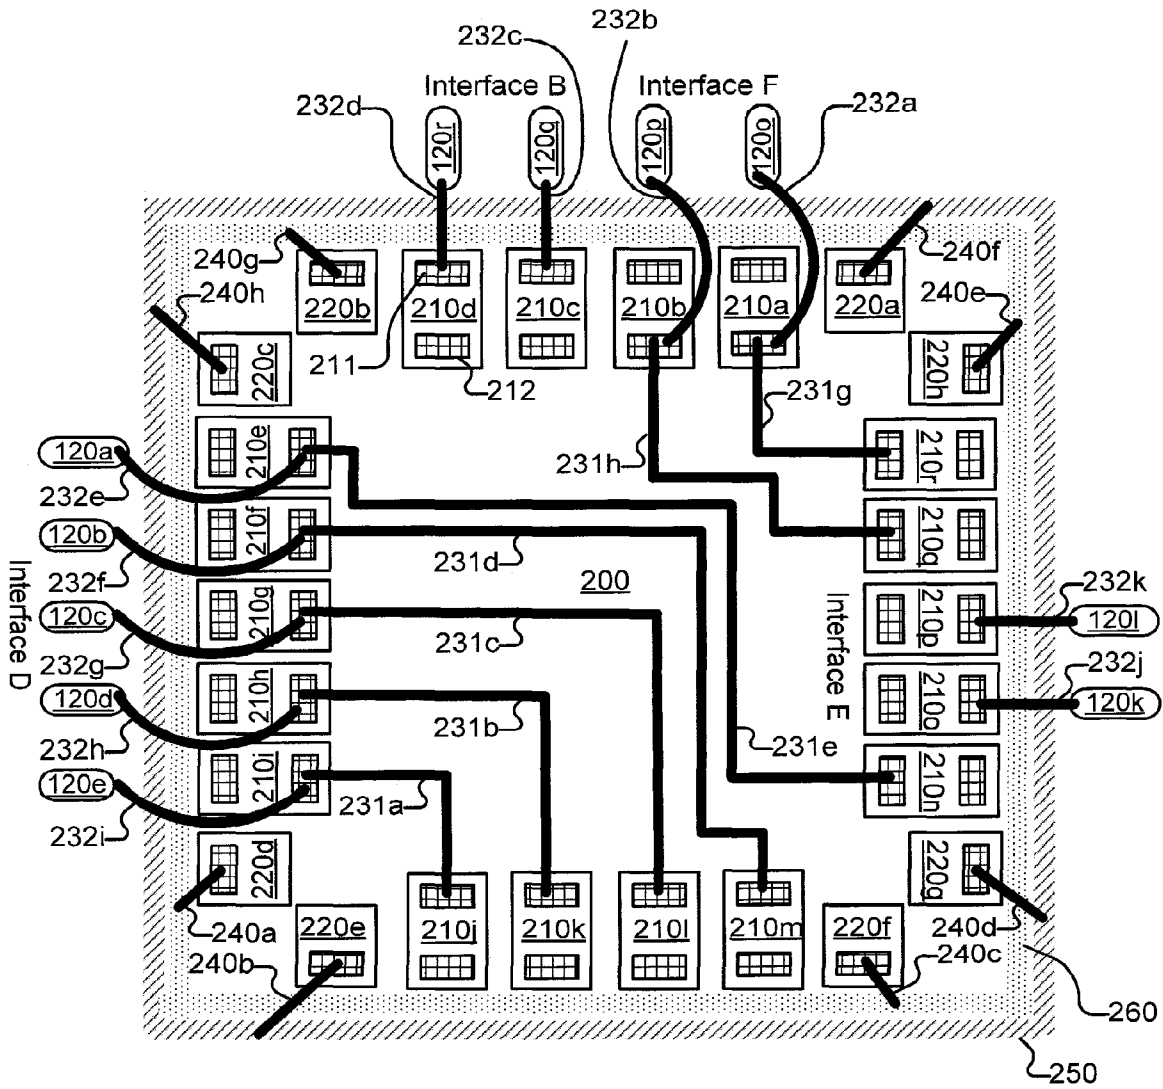 232c
232b
Interface B
Interface F
232d
232a
120r
120q
120p
120o
240g
240f
240h
240e
220b
210d
210c
210b
210a
220a
211
212
220c
220h
231g
231h
120a
232e
210e
210r
120b
232f
210f
231d
200
210q
232k
Interface D
120c
232g
210g
231c
Interface E
210p
120l
232j
120d
232h
210h
231b
231e
210o
120k
120e
232i
210i
231a
210n
220d
220g
240a
220e
210j
210k
210l
210m
220f
240d
240b
240c
260
250